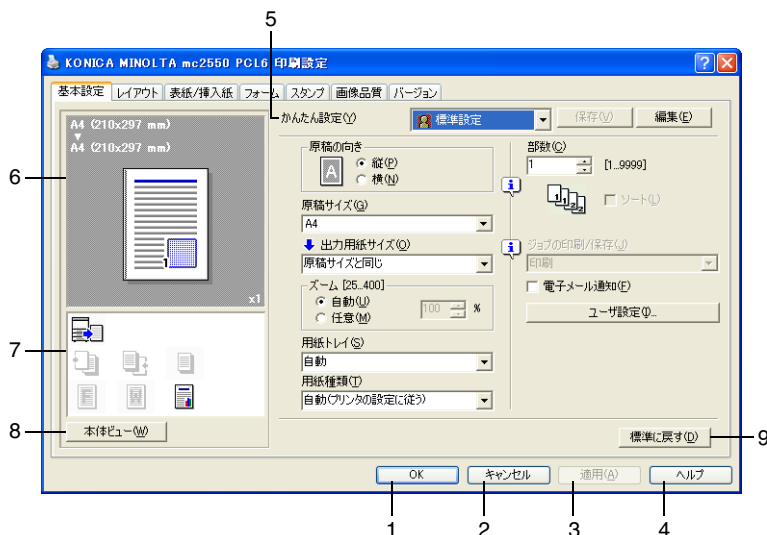 5
KONICA MINOLTA mc2550 PCL6 印刷設定
基本設定 レイアウト 表紙/挿入紙 フォーム スタンプ 画像品質 バージョン
A4 (210x297 mm)
A4 (210x297 mm)
1
x1
6
7
本体ビュー(W)
8
かんたん設定(Y) 標準設定 保存(V) 編集(E)
原稿の向き
A
縦(P)
横(N)
原稿サイズ(G)
A4
出力用紙サイズ(O)
原稿サイズと同じ
ズーム [25...400]
自動(U)
任意(M)
100 %
用紙トレイ(S)
自動
用紙種類(T)
自動(プリンタの設定に従う)
部数(C)
1 [1...9999]
1 1 2 2
ソート(L)
ジョブの印刷/保存(J)
印刷
電子メール通知(F)
ユーザ設定(I)...
標準に戻す(D)
9
OK キャンセル 適用(A) ヘルプ
1 2 3 4